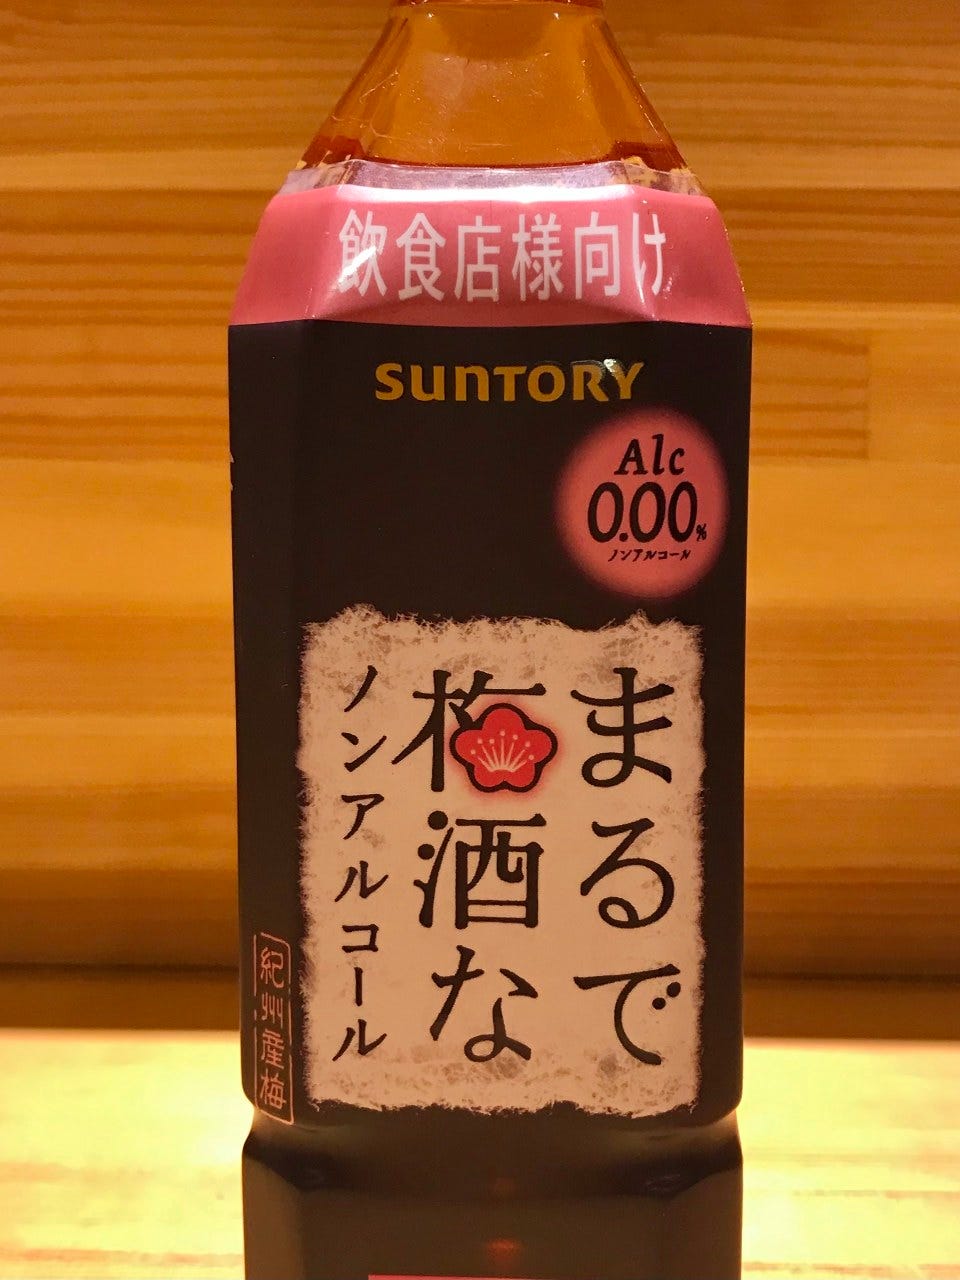 飲食店様向け
SUNTORY
Alc
0.00%
ノンアルコール
まるで
梅酒な
ノンアルコール
紀州産梅